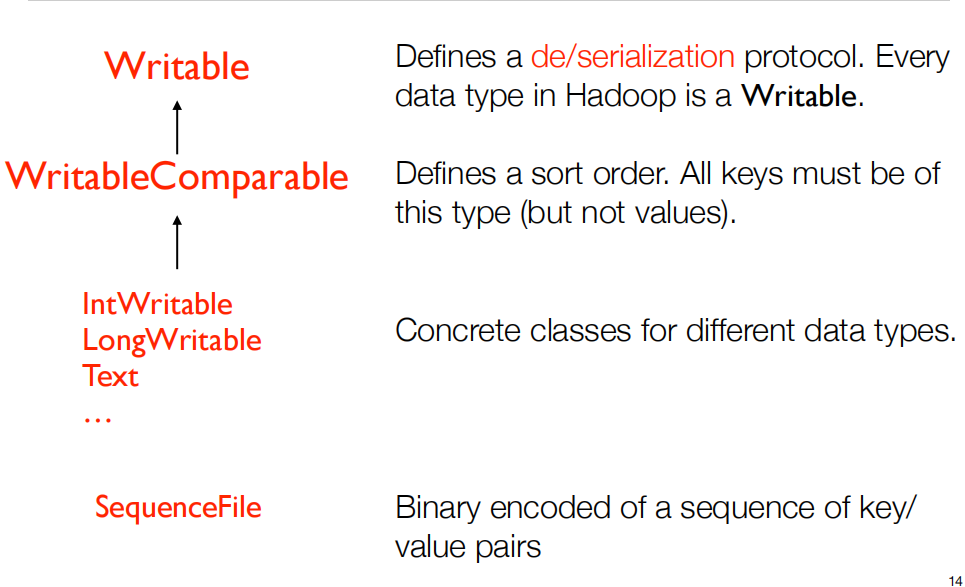 Writable
Defines a de/serialization protocol. Every
data type in Hadoop is a Writable.
WritableComparable
Defines a sort order. All keys must be of
this type (but not values).
IntWritable
LongWritable
Text
…
Concrete classes for different data types.
SequenceFile
Binary encoded of a sequence of key/
value pairs
14